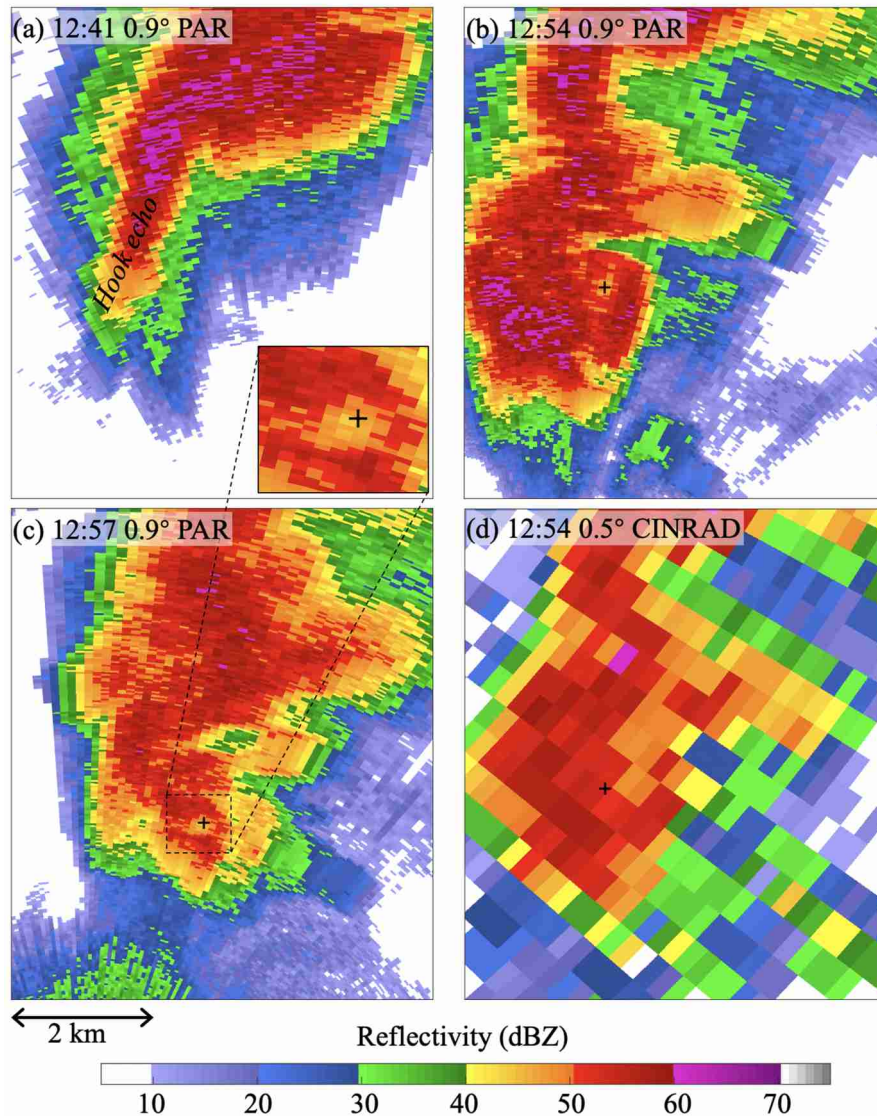 (a) 12:41 0.9° PAR
(b) 12:54 0.9° PAR
Hook echo
(c) 12:57 0.9° PAR
(d) 12:54 0.5° CINRAD
2 km
Reflectivity (dBZ)
10 20 30 40 50 60 70